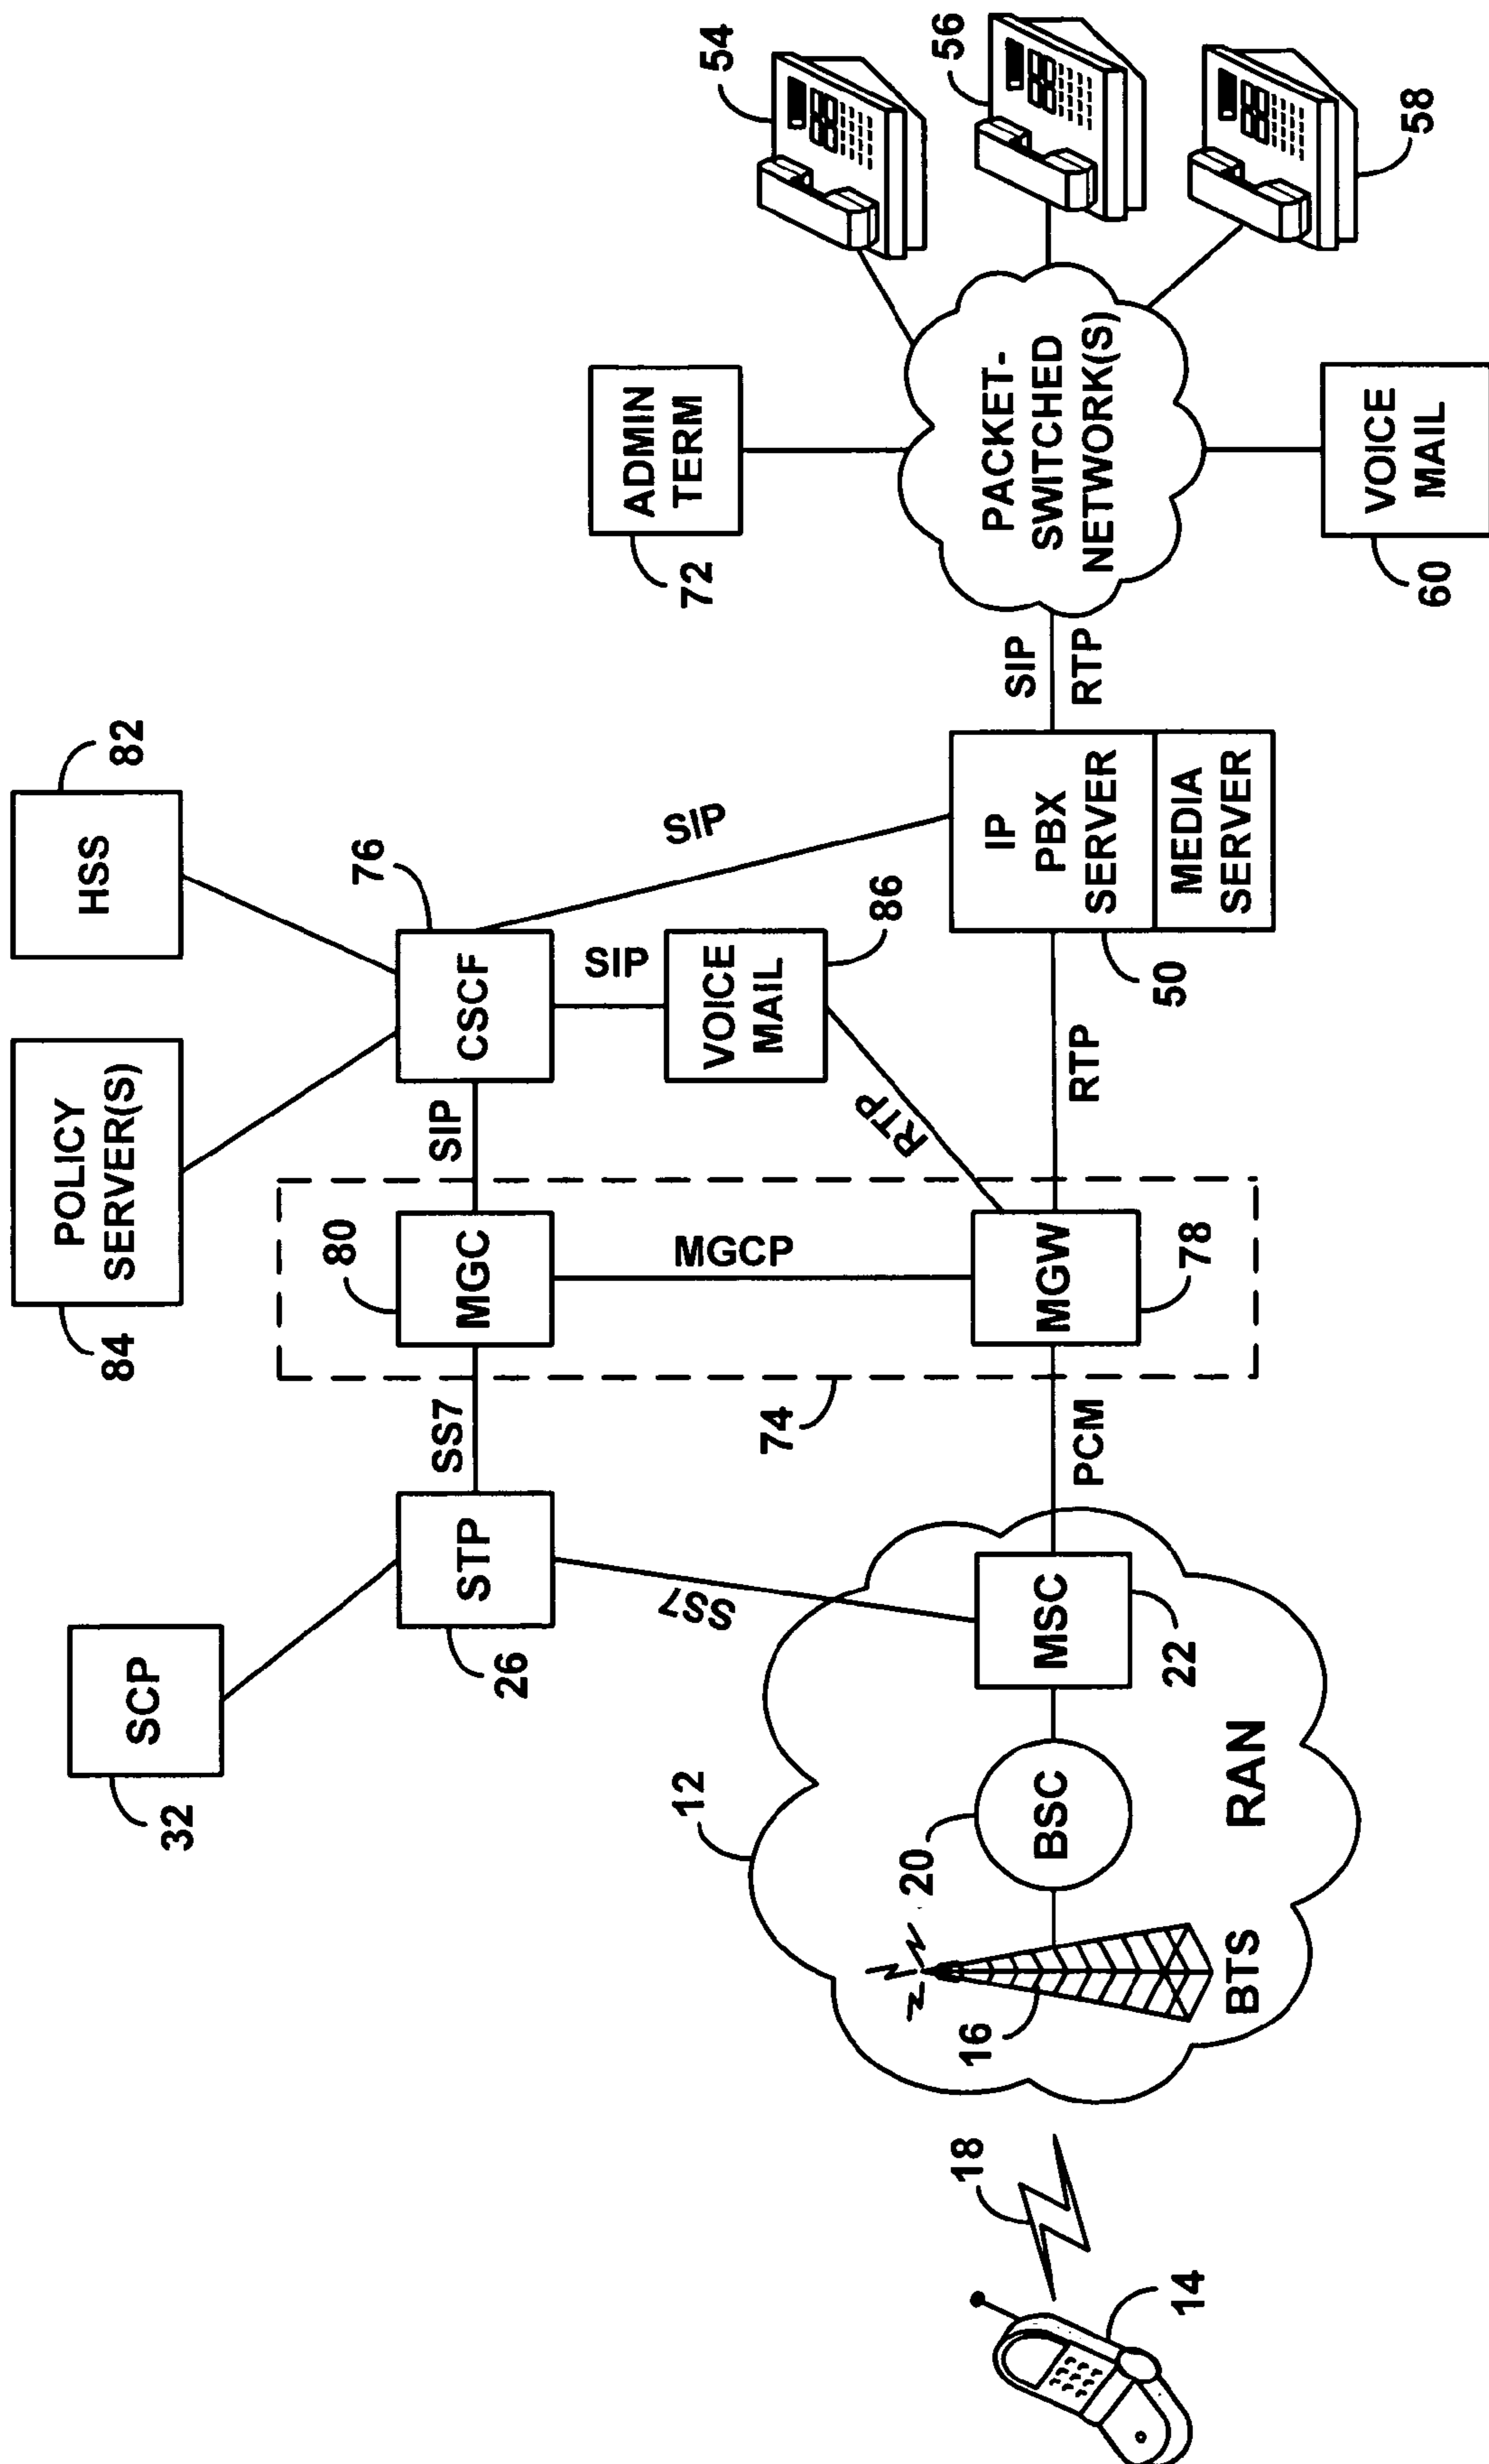 HSS
82
POLICY
SERVER(S)
84
SCP
32
STP
26
SS7
SS7
MGC
80
SIP
CSCF
76
SIP
SIP
VOICE
MAIL
86
RTP
MGCP
MGW
78
74
PCM
RTP
IP
PBX
SERVER
MEDIA
SERVER
50
SIP
RTP
ADMIN
TERM
72
PACKET-
SWITCHED
NETWORK(S)
54
56
58
VOICE
MAIL
60
12
MSC
22
BSC
20
RAN
16
BTS
18
14